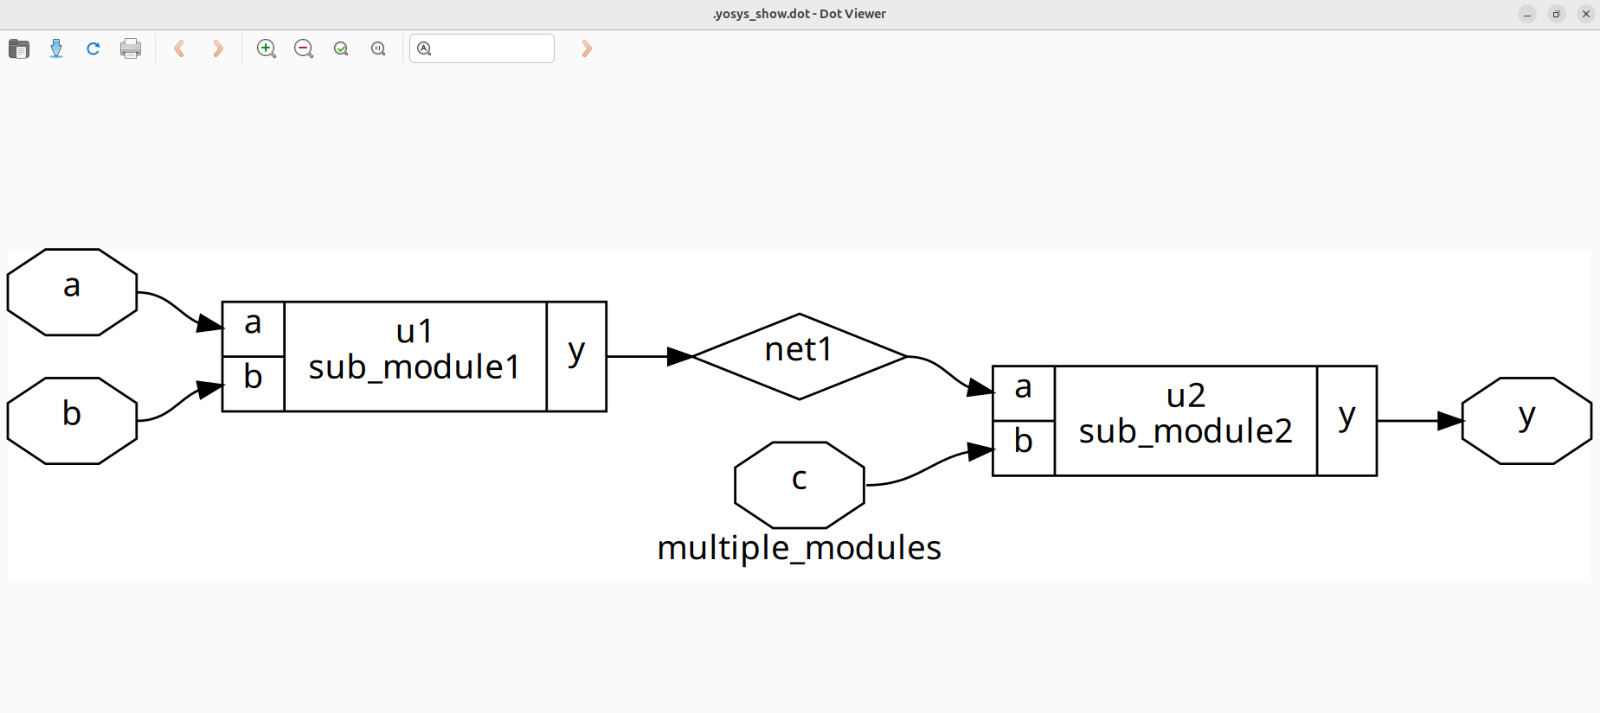 .yosys_show.dot - Dot Viewer
a
b
a
b
u1
sub_module1
y
net1
c
a
b
u2
sub_module2
y
y
multiple_modules